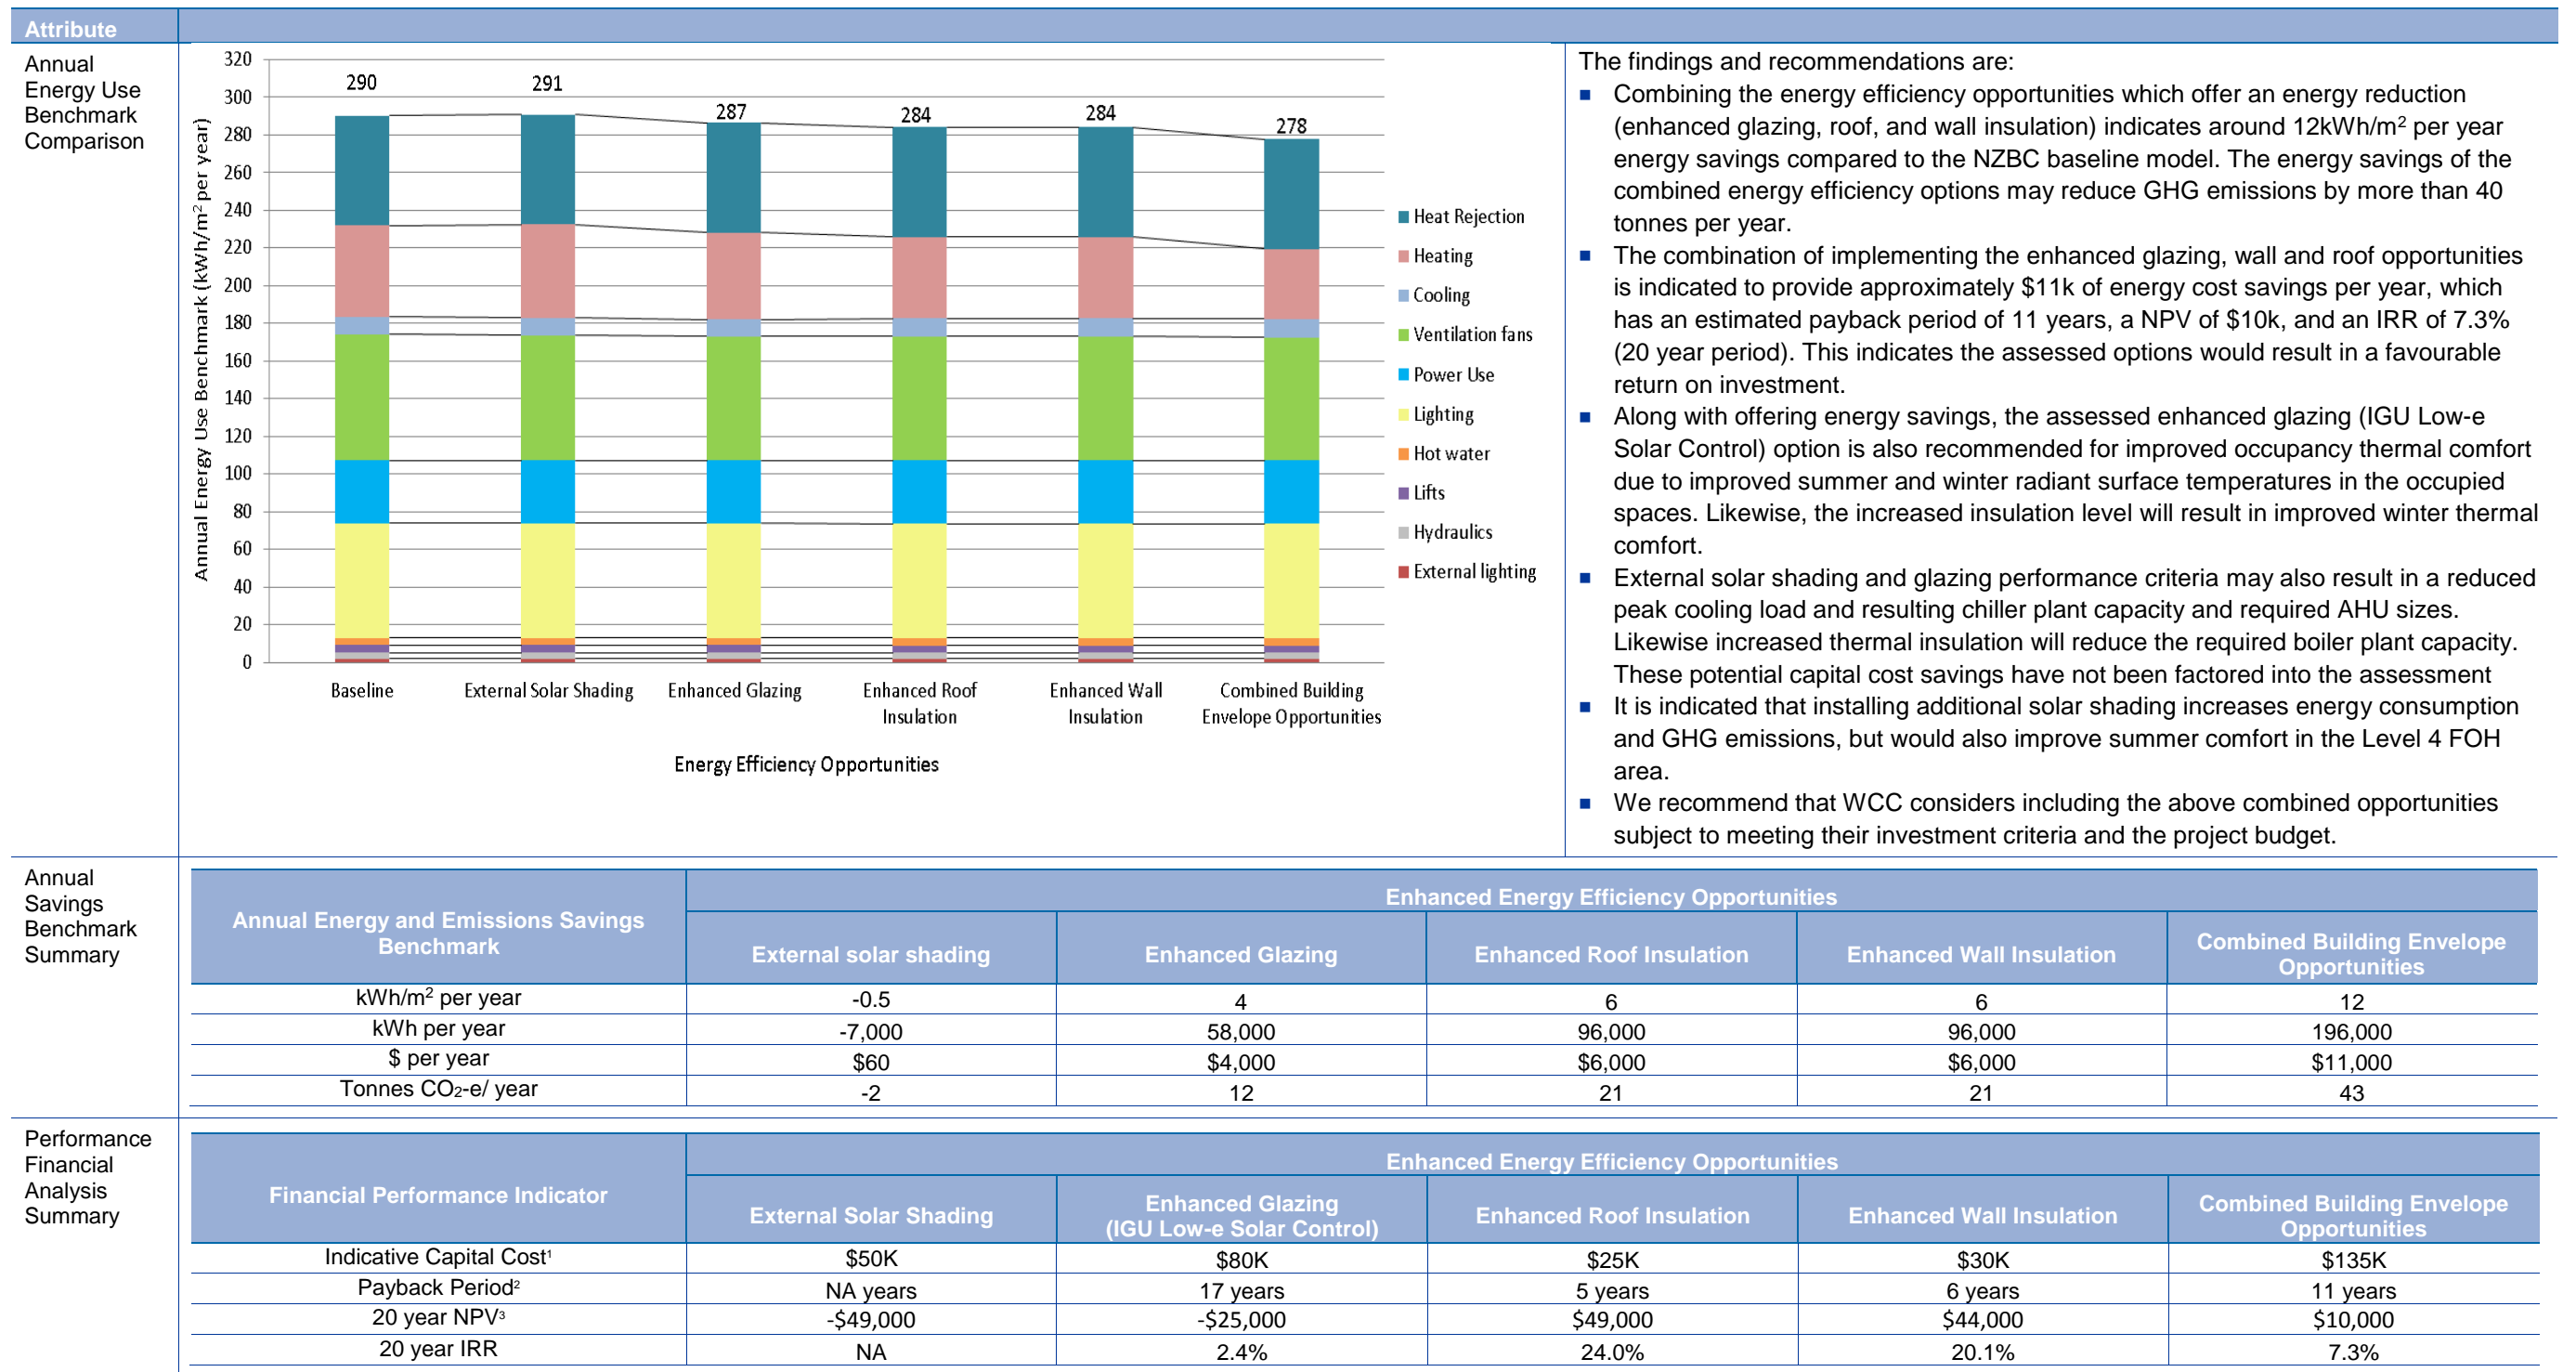 Attribute
Annual
Energy Use
Benchmark
Comparison
Annual Energy Use Benchmark (kWh/m² per year)
320
300
280
260
240
220
200
180
160
140
120
100
80
60
40
20
0
290
291
287
284
284
278
Baseline
External Solar Shading
Enhanced Glazing
Enhanced Roof
Insulation
Enhanced Wall
Insulation
Combined Building
Envelope Opportunities
Energy Efficiency Opportunities
Heat Rejection
Heating
Cooling
Ventilation fans
Power Use
Lighting
Hot water
Lifts
Hydraulics
External lighting
The findings and recommendations are:
■ Combining the energy efficiency opportunities which offer an energy reduction
(enhanced glazing, roof, and wall insulation) indicates around 12kWh/m² per year
energy savings compared to the NZBC baseline model. The energy savings of the
combined energy efficiency options may reduce GHG emissions by more than 40
tonnes per year.
■ The combination of implementing the enhanced glazing, wall and roof opportunities
is indicated to provide approximately $11k of energy cost savings per year, which
has an estimated payback period of 11 years, a NPV of $10k, and an IRR of 7.3%
(20 year period). This indicates the assessed options would result in a favourable
return on investment.
■ Along with offering energy savings, the assessed enhanced glazing (IGU Low-e
Solar Control) option is also recommended for improved occupancy thermal comfort
due to improved summer and winter radiant surface temperatures in the occupied
spaces. Likewise, the increased insulation level will result in improved winter thermal
comfort.
■ External solar shading and glazing performance criteria may also result in a reduced
peak cooling load and resulting chiller plant capacity and required AHU sizes.
Likewise increased thermal insulation will reduce the required boiler plant capacity.
These potential capital cost savings have not been factored into the assessment
■ It is indicated that installing additional solar shading increases energy consumption
and GHG emissions, but would also improve summer comfort in the Level 4 FOH
area.
■ We recommend that WCC considers including the above combined opportunities
subject to meeting their investment criteria and the project budget.
Annual
Savings
Benchmark
Summary
Annual Energy and Emissions Savings
Benchmark
Enhanced Energy Efficiency Opportunities
External solar shading
Enhanced Glazing
Enhanced Roof Insulation
Enhanced Wall Insulation
Combined Building Envelope
Opportunities
kWh/m² per year -0.5 4 6 6 12
kWh per year -7,000 58,000 96,000 96,000 196,000
$ per year $60 $4,000 $6,000 $6,000 $11,000
Tonnes CO₂-e/ year -2 12 21 21 43
Performance
Financial
Analysis
Summary
Financial Performance Indicator
Enhanced Energy Efficiency Opportunities
External Solar Shading
Enhanced Glazing
(IGU Low-e Solar Control)
Enhanced Roof Insulation
Enhanced Wall Insulation
Combined Building Envelope
Opportunities
Indicative Capital Cost¹ $50K $80K $25K $30K $135K
Payback Period² NA years 17 years 5 years 6 years 11 years
20 year NPV³ -$49,000 -$25,000 $49,000 $44,000 $10,000
20 year IRR NA 2.4% 24.0% 20.1% 7.3%